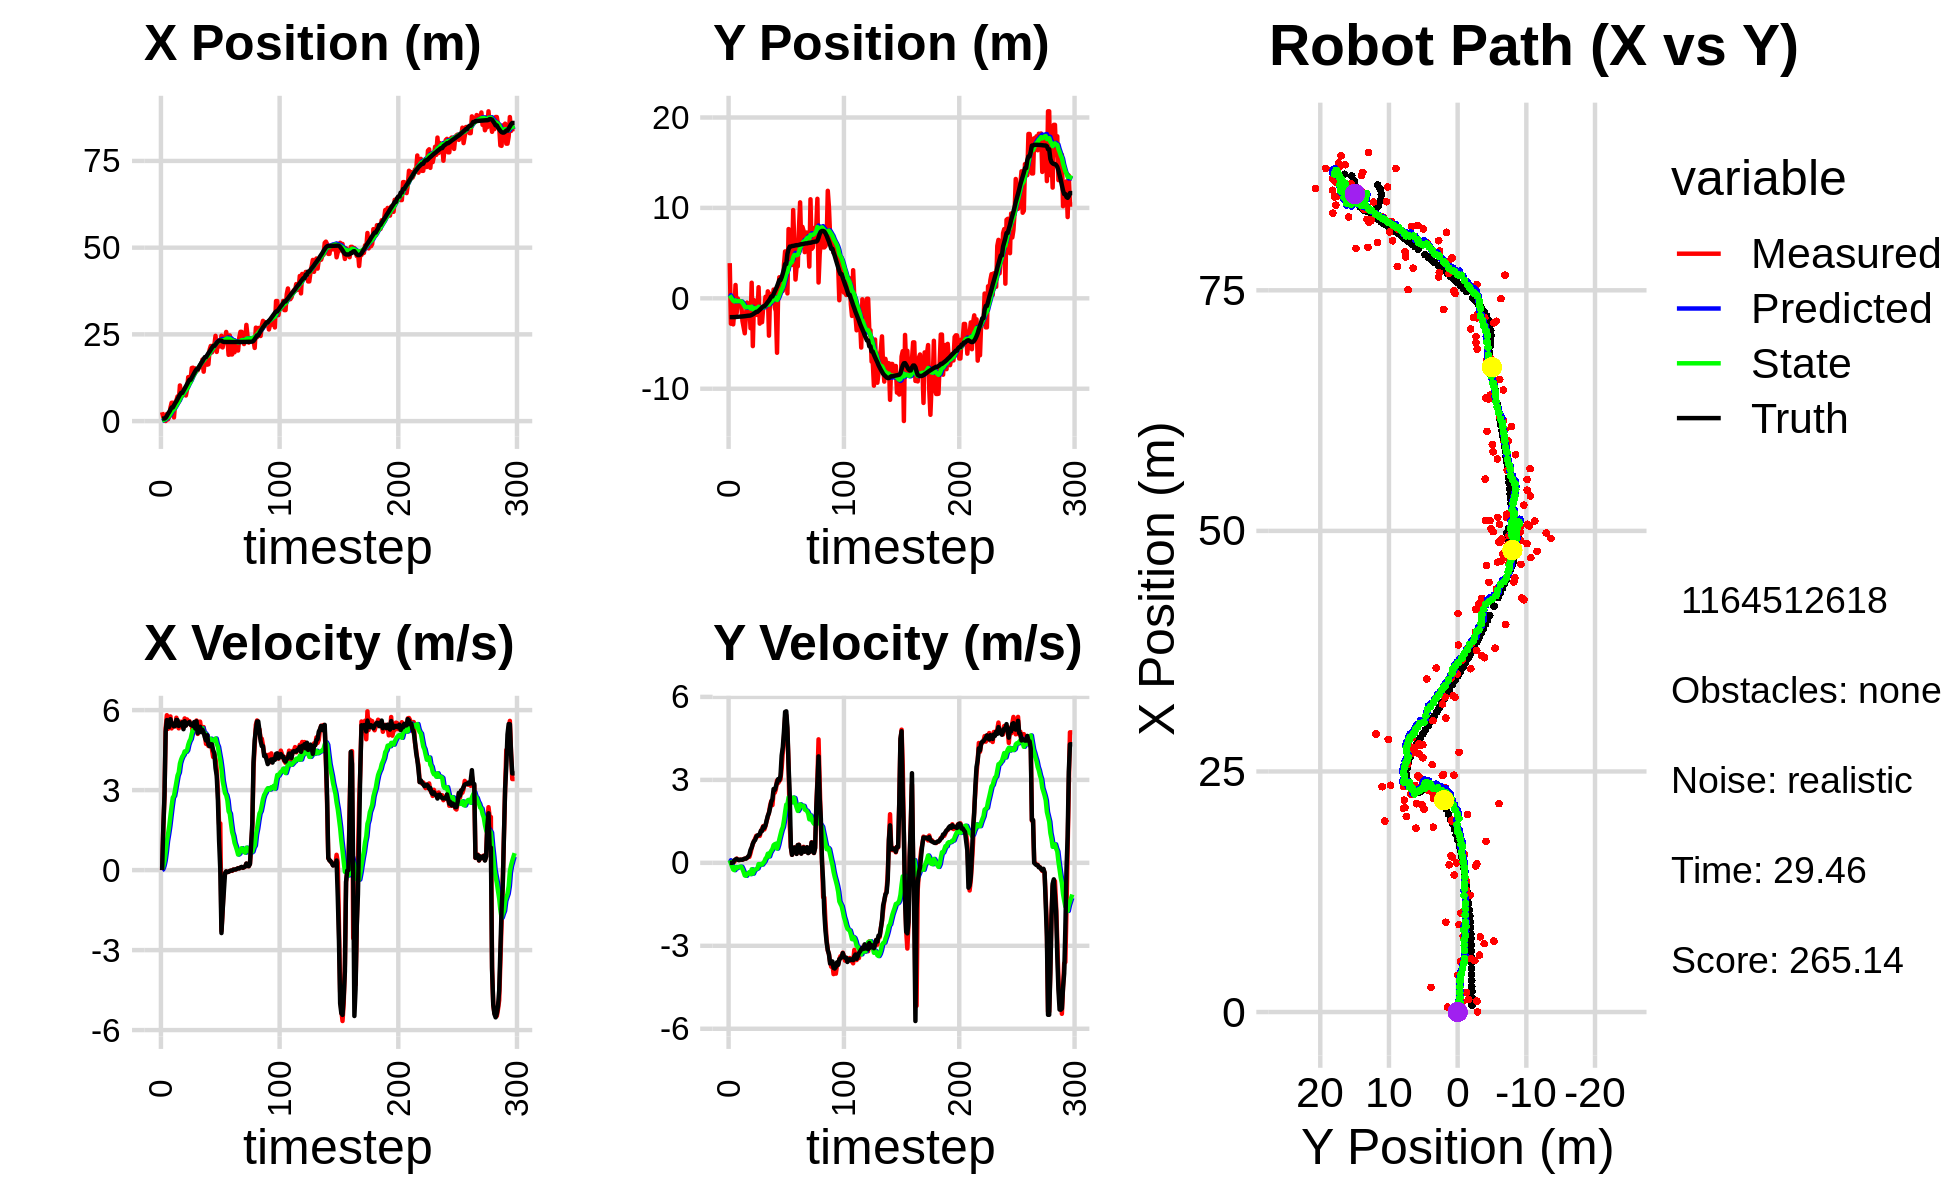 X Position (m)
75
50
25
0
0
100
200
300
timestep
Y Position (m)
20
10
0
-10
0
100
200
300
timestep
X Velocity (m/s)
6
3
0
-3
-6
0
100
200
300
timestep
Y Velocity (m/s)
6
3
0
-3
-6
0
100
200
300
timestep
Robot Path (X vs Y)
X Position (m)
75
50
25
0
20 10 0 -10 -20
Y Position (m)
variable
Measured
Predicted
State
Truth
1164512618
Obstacles: none
Noise: realistic
Time: 29.46
Score: 265.14